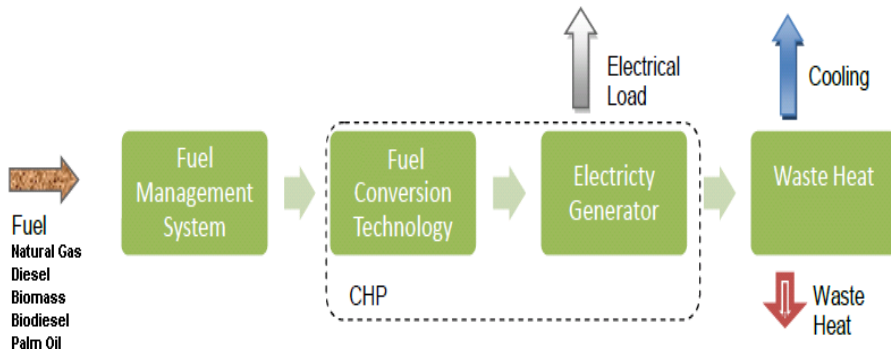 Electrical
Load
Cooling
Fuel
Management
System
Fuel
Conversion
Technology
Electricty
Generator
Waste Heat
Fuel
Natural Gas
Diesel
Biomass
Biodiesel
Palm Oil
CHP
Waste
Heat